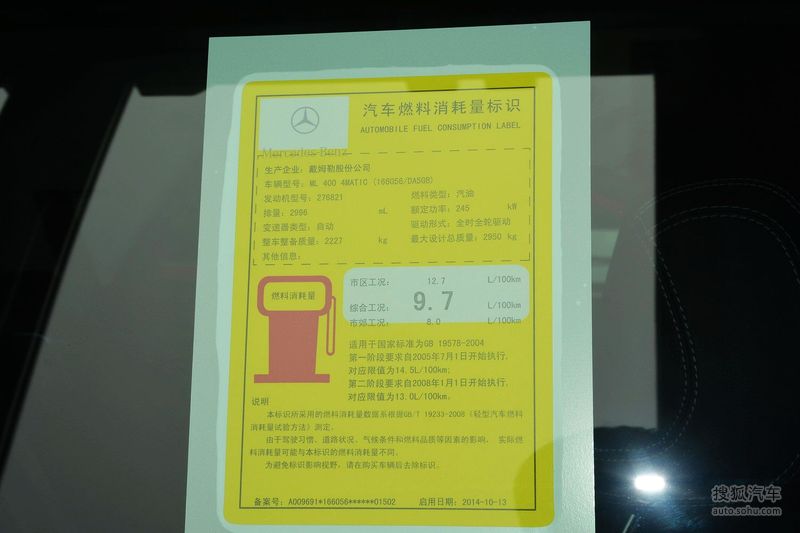 汽车燃料消耗量标识
AUTOMOBILE FUEL CONSUMPTION LABEL
Mercedes-Benz
生产企业：戴姆勒股份公司
车辆型号：ML 400 4MATIC (166056/DA5GB)
发动机型号：276821 燃料类型：汽油
排量：2996 mL 额定功率：245 kW
变速器类型：自动 驱动形式：全时全轮驱动
整车整备质量：2227 kg 最大设计总质量：2950 kg
其他信息：
燃料消耗量
市区工况： 12.7 L/100km
综合工况： 9.7 L/100km
市郊工况： 8.0 L/100km
适用于国家标准为GB 19578-2004
第一阶段要求自2005年7月1日开始执行，
对应限值为14.5L/100km；
第二阶段要求自2008年1月1日开始执行，
对应限值为13.0L/100km。
说明
本标识所采用的燃料消耗量数据系根据GB/T 19233-2008《轻型汽车燃料
消耗量试验方法》测定。
由于驾驶习惯、道路状况、气候条件和燃料品质等因素的影响，实际燃
料消耗量可能与本标识的燃料消耗量不同。
为避免标识影响视野，请在购买车辆后去除标识。
备案号：A009691*166056******01502 启用日期：2014-10-13
搜狐汽车
auto.sohu.com